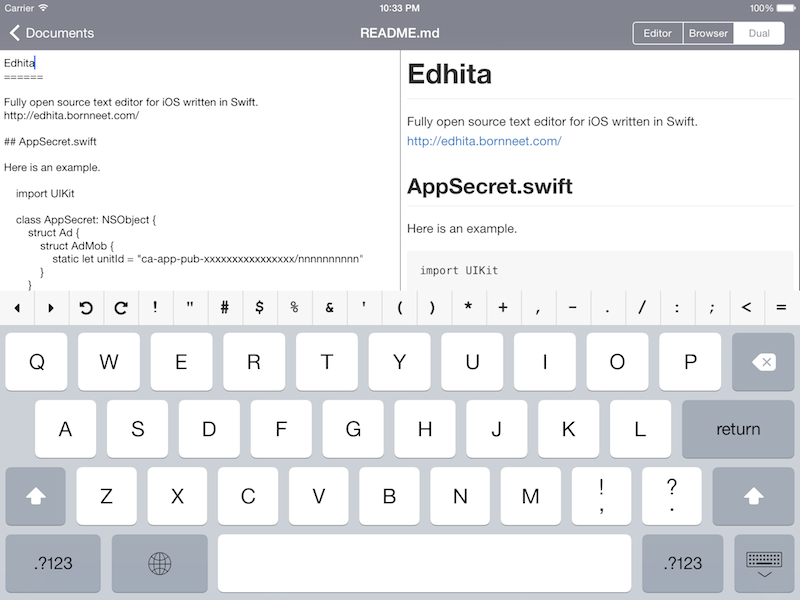 Carrier 10:33 PM 100%
Documents README.md Editor Browser Dual
Edhita
======
Fully open source text editor for iOS written in Swift.
http://edhita.bornneet.com/
## AppSecret.swift
Here is an example.
import UIKit
class AppSecret: NSObject {
struct Ad {
struct AdMob {
static let unitId = "ca-app-pub-xxxxxxxxxxxxxxxx/nnnnnnnnnn"
}
}
Edhita
Fully open source text editor for iOS written in Swift.
http://edhita.bornneet.com/
AppSecret.swift
Here is an example.
import UIKit
! " # $ % & ' ( ) * + , - . / : ; < =
Q W E R T Y U I O P
A S D F G H J K L return
Z X C V B N M ! , ? .
.?123 .?123